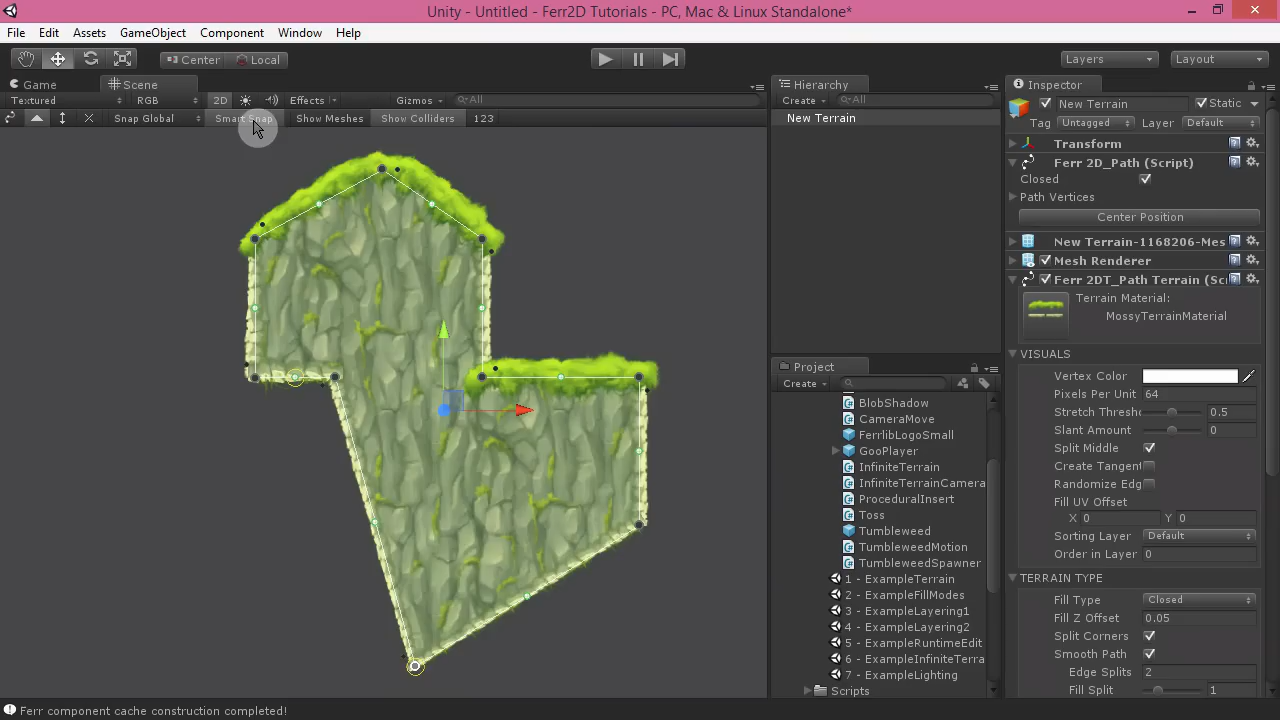 Unity - Untitled - Ferr2D Tutorials - PC, Mac & Linux Standalone*
File Edit Assets GameObject Component Window Help
Center Local Layers Layout
Game Scene
Textured RGB 2D Effects Gizmos All
Snap Global Smart Snap Show Meshes Show Colliders 123
Hierarchy
Create All
New Terrain
Project
Create
BlobShadow
CameraMove
FerrlibLogoSmall
GooPlayer
InfiniteTerrain
InfiniteTerrainCamera
ProceduralInsert
Toss
Tumbleweed
TumbleweedMotion
TumbleweedSpawner
1 - ExampleTerrain
2 - ExampleFillModes
3 - ExampleLayering1
4 - ExampleLayering2
5 - ExampleRuntimeEdit
6 - ExampleInfiniteTerra
7 - ExampleLighting
Scripts
Inspector
New Terrain Static
Tag Untagged Layer Default
Transform
Ferr 2D_Path (Script)
Closed
Path Vertices
Center Position
New Terrain-1168206-Mes
Mesh Renderer
Ferr 2DT_Path Terrain (Scr
Terrain Material:
MossyTerrainMaterial
VISUALS
Vertex Color
Pixels Per Unit 64
Stretch Thresho 0.5
Slant Amount 0
Split Middle
Create Tangent
Randomize Edg
Fill UV Offset
X 0 Y 0
Sorting Layer Default
Order in Layer 0
TERRAIN TYPE
Fill Type Closed
Fill Z Offset 0.05
Split Corners
Smooth Path
Edge Splits 2
Fill Split 1
Ferr component cache construction completed!